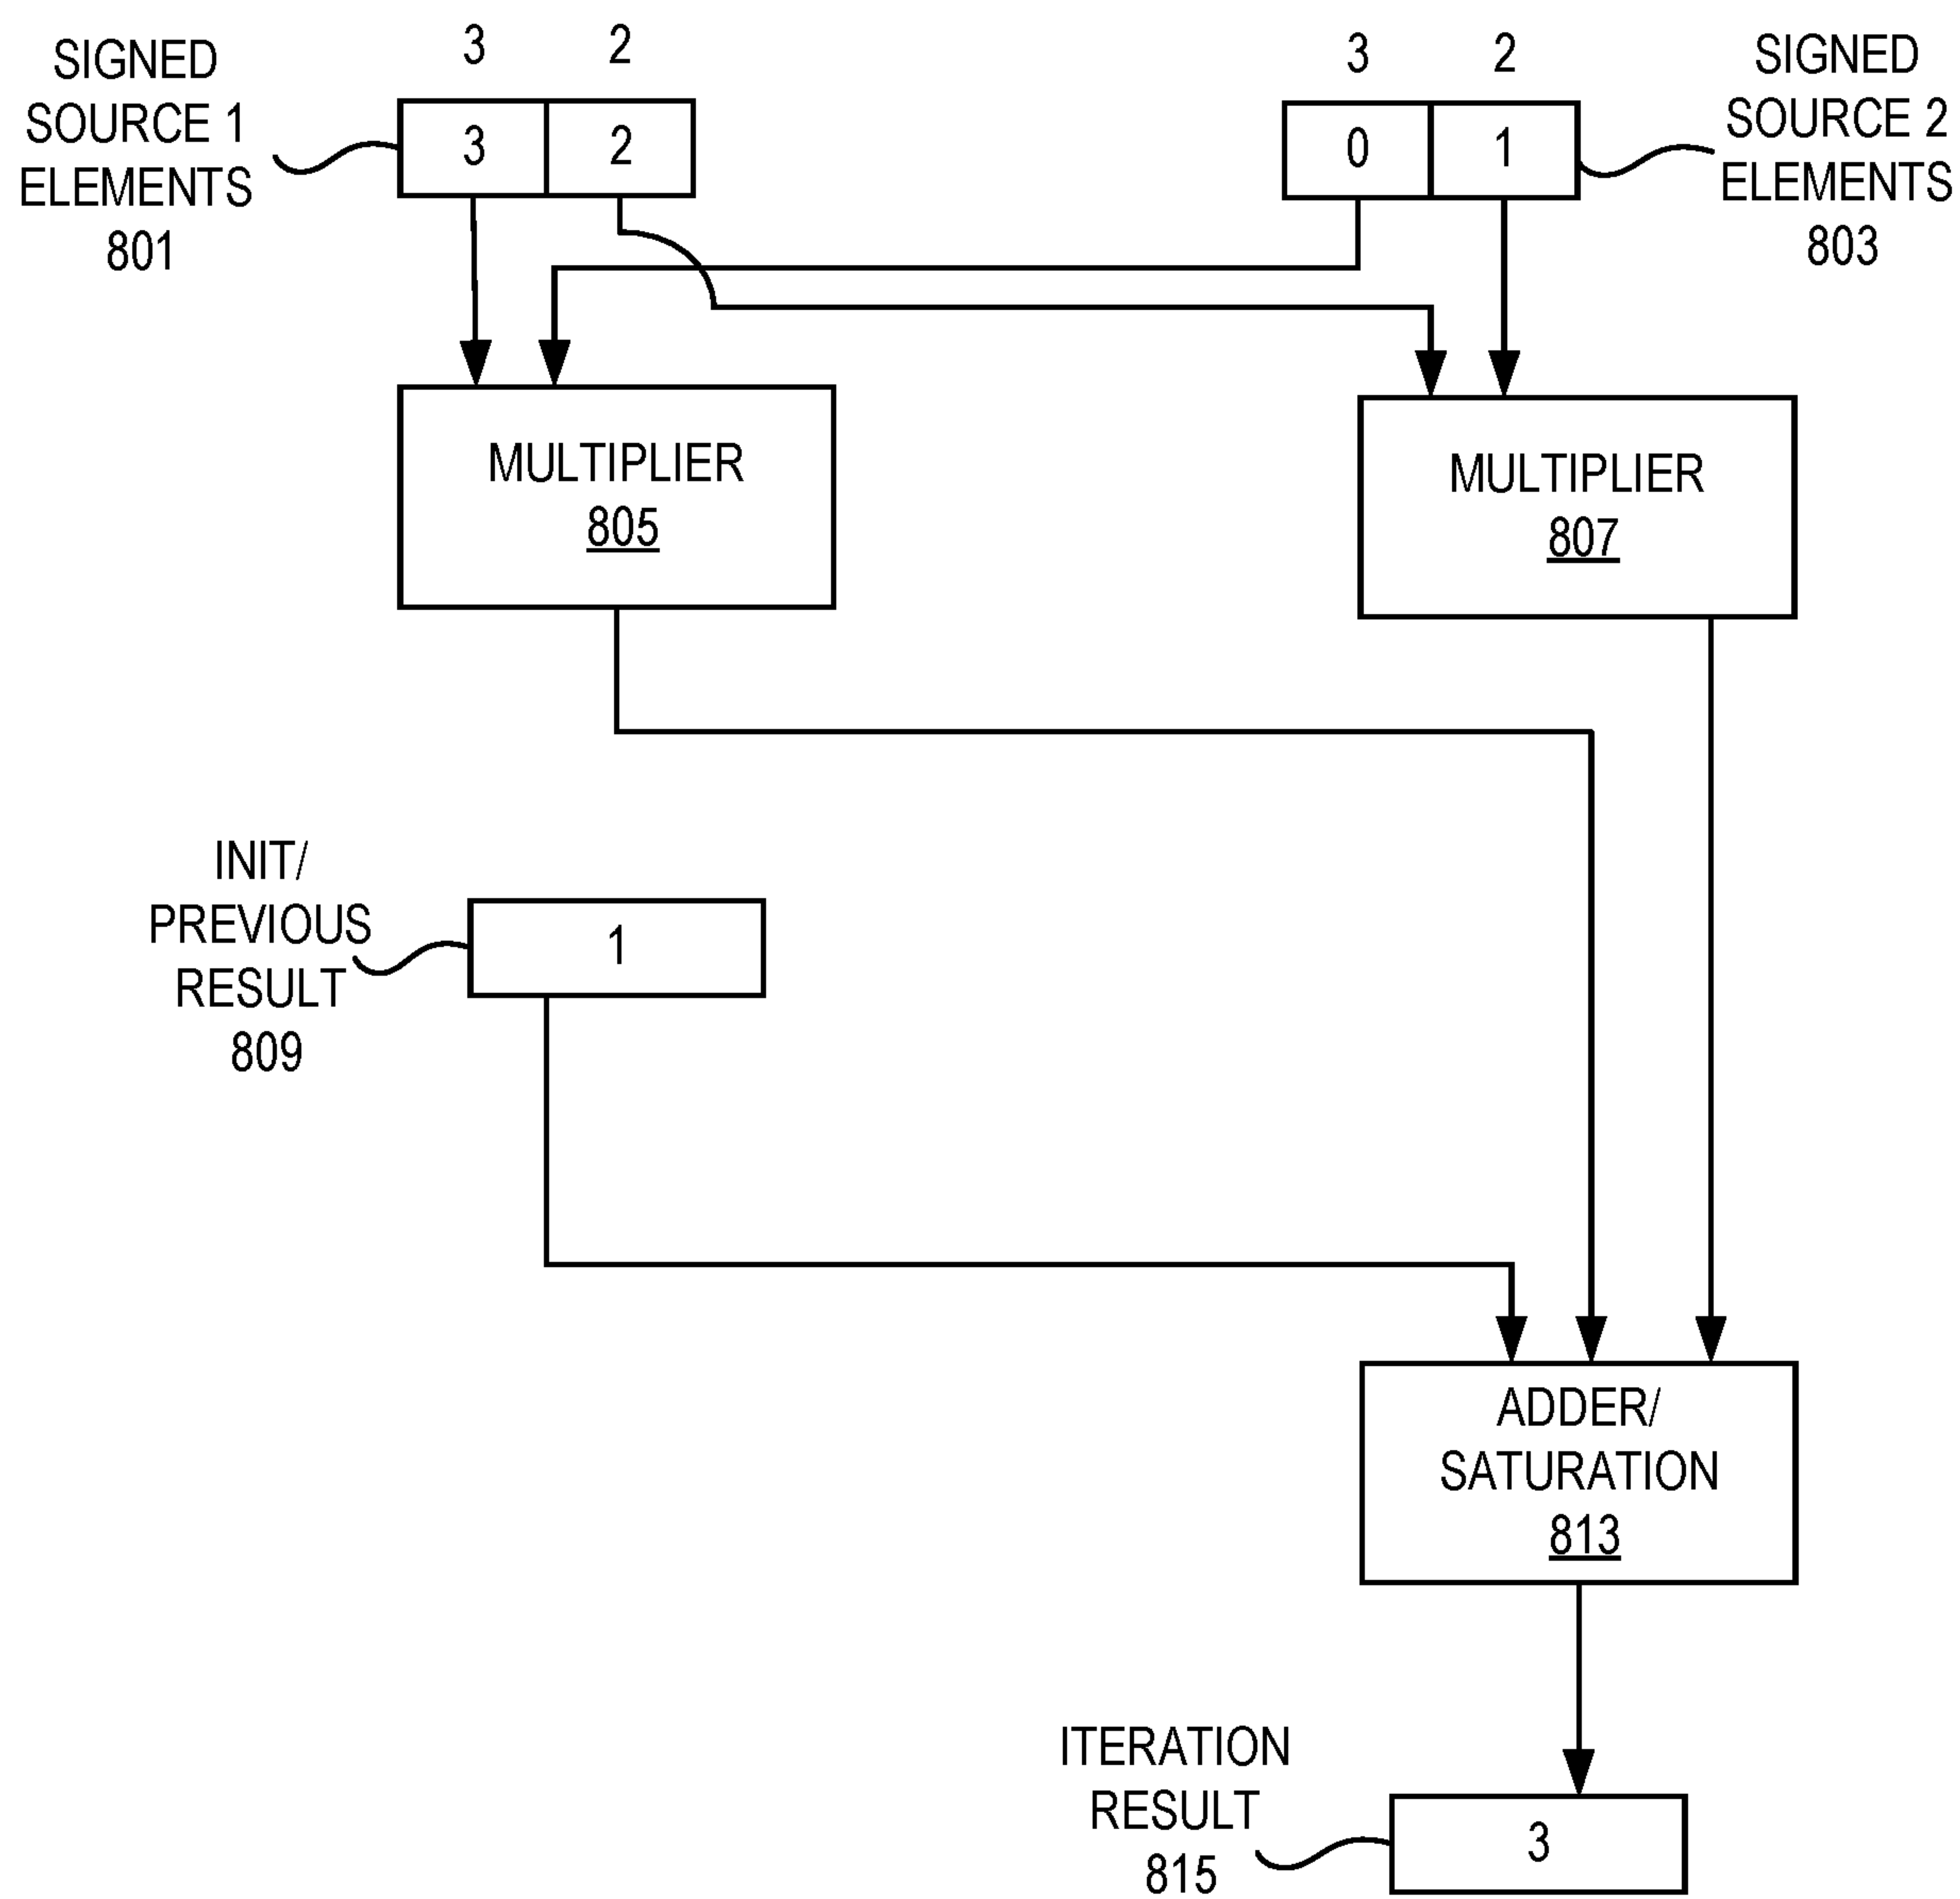 SIGNED
SOURCE 1
ELEMENTS
801
3 2
3 2
3 2
0 1
SIGNED
SOURCE 2
ELEMENTS
803
MULTIPLIER
805
MULTIPLIER
807
INIT/
PREVIOUS
RESULT
809
1
ADDER/
SATURATION
813
ITERATION
RESULT
815
3